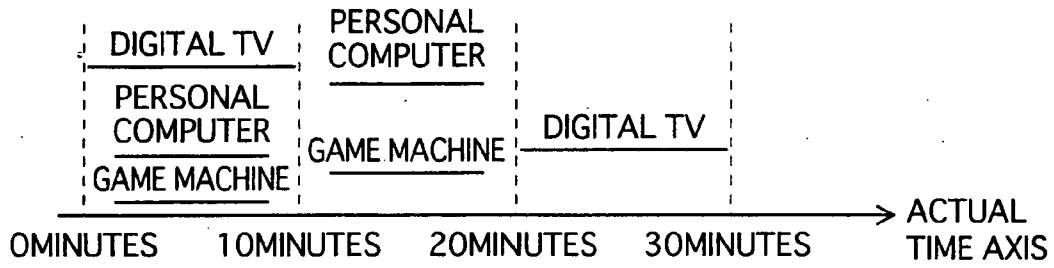 DIGITAL TV
PERSONAL
COMPUTER
GAME MACHINE
PERSONAL
COMPUTER
GAME MACHINE
DIGITAL TV
0MINUTES 10MINUTES 20MINUTES 30MINUTES
ACTUAL
TIME AXIS